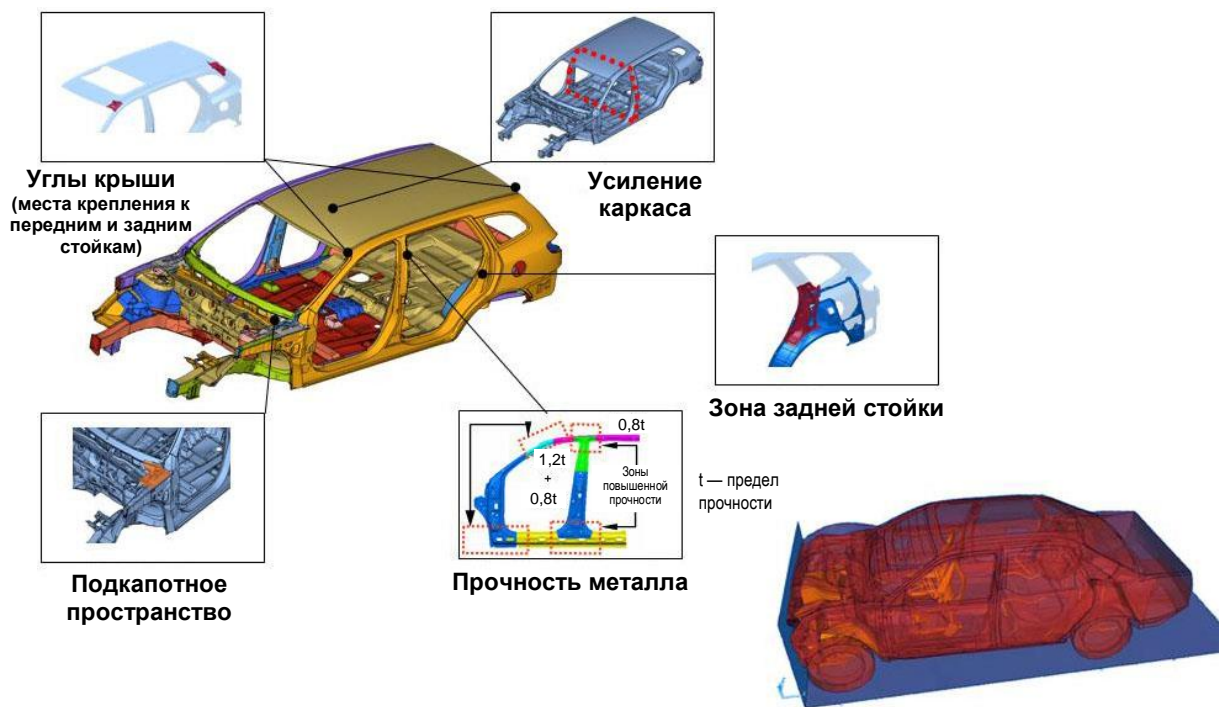 Углы крыши
(места крепления к
передним и задним
стойкам)
Усиление
каркаса
Зона задней стойки
Подкапотное
пространство
0,8t
1,2t
+
0,8t
Зоны
повышенной
прочности
t — предел
прочности
Прочность металла